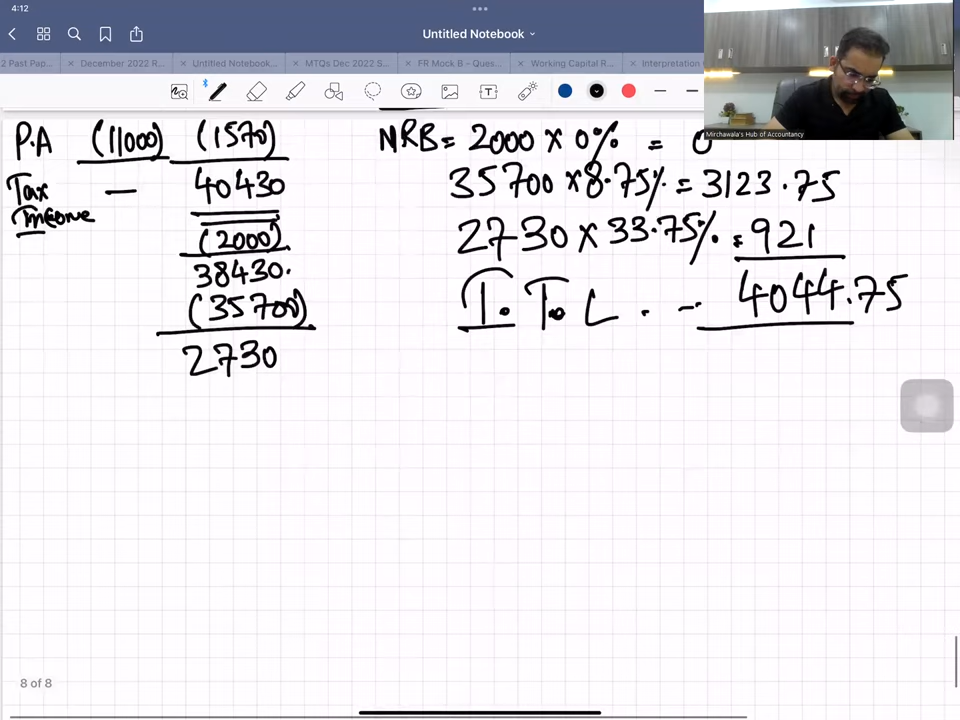 4:12
Untitled Notebook
2 Past Pap...
December 2022 R...
Untitled Notebook...
MTQs Dec 2022 S...
FR Mock B – Ques...
Working Capital R...
Interpretation
Mirchawala's Hub of Accountancy
P.A (11000) (1570)
Tax Income — 40430
(2000)
38430.
(35700)
2730
NRB = 2000 x 0% = 0
35700 x 8.75% = 3123.75
2730 x 33.75% = 921
T. T. L . - 4044.75
8 of 8